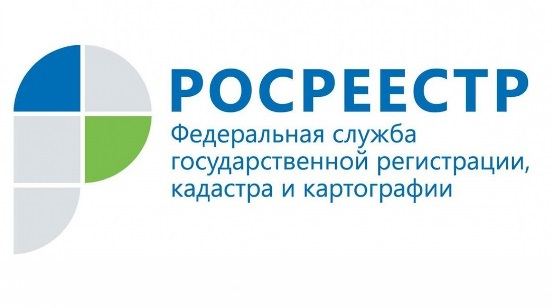 РОСРЕЕСТР
Федеральная служба
государственной регистрации,
кадастра и картографии